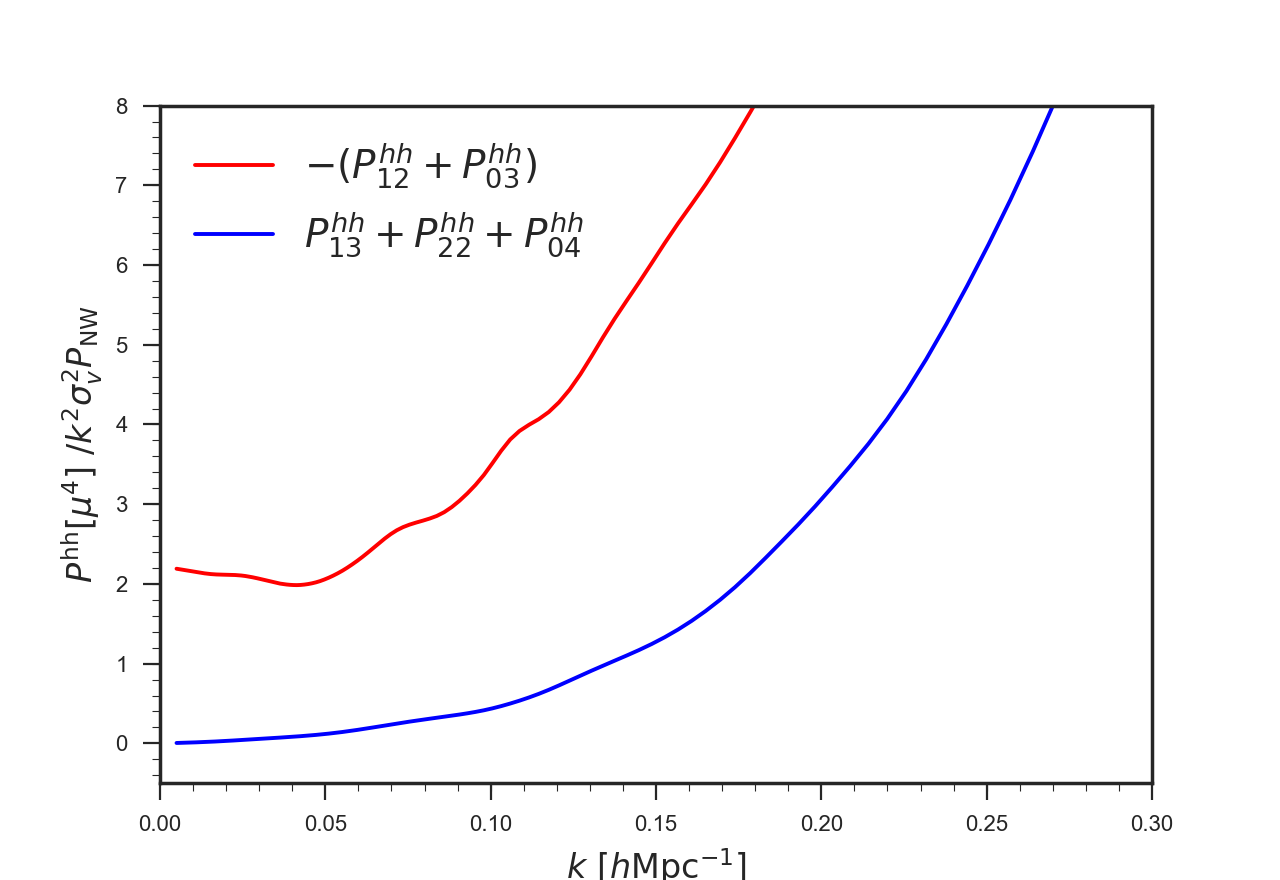 −(P^{hh}_{12} + P^{hh}_{03})
P^{hh}_{13} + P^{hh}_{22} + P^{hh}_{04}
P^{hh}[μ^4] /k^2σ_v^2P_{NW}
8
7
6
5
4
3
2
1
0
0.00 0.05 0.10 0.15 0.20 0.25 0.30
k [hMpc^{−1}]